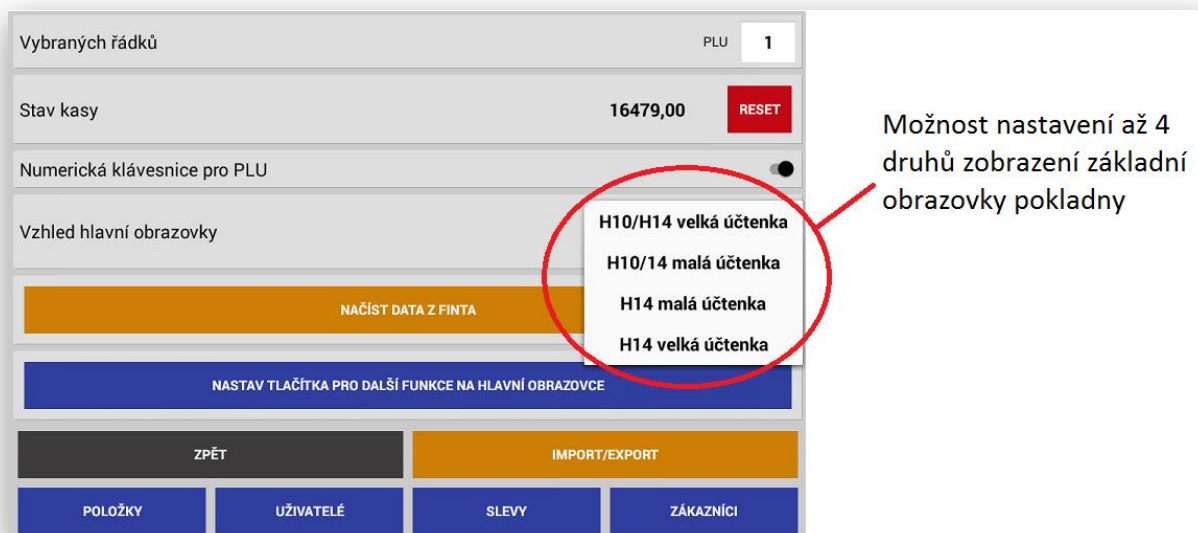 Vybraných řádků PLU 1
Stav kasy 16479,00 RESET
Numerická klávesnice pro PLU
Vzhled hlavní obrazovky
H10/H14 velká účtenka
H10/14 malá účtenka
H14 malá účtenka
H14 velká účtenka
NAČÍST DATA Z FINTA
NASTAV TLAČÍTKA PRO DALŠÍ FUNKCE NA HLAVNÍ OBRAZOVCE
ZPĚT IMPORT/EXPORT
POLOŽKY UŽIVATELÉ SLEVY ZÁKAZNÍCI
Možnost nastavení až 4
druhů zobrazení základní
obrazovky pokladny